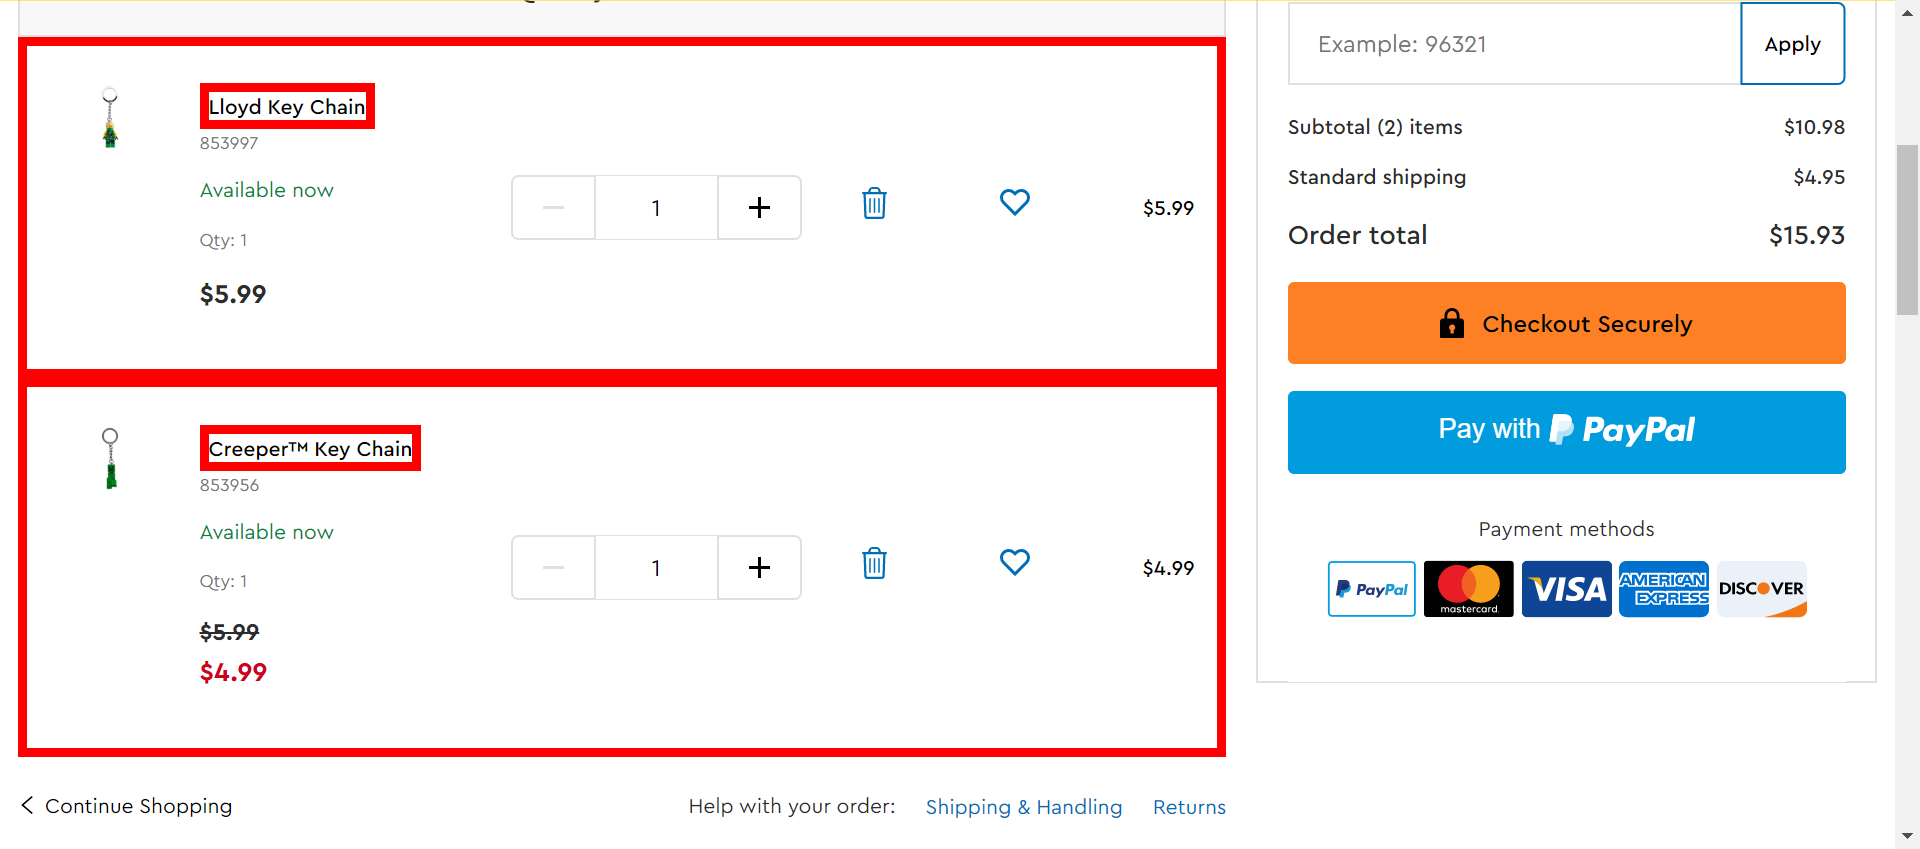 Lloyd Key Chain
853997
Available now
Qty: 1
$5.99
1
$5.99
Creeper™ Key Chain
853956
Available now
Qty: 1
$5.99
$4.99
1
$4.99
Continue Shopping
Help with your order: Shipping & Handling Returns
Example: 96321 Apply
Subtotal (2) items $10.98
Standard shipping $4.95
Order total $15.93
Checkout Securely
Pay with PayPal
Payment methods
PayPal
mastercard.
VISA
AMERICAN
EXPRESS
DISCOVER